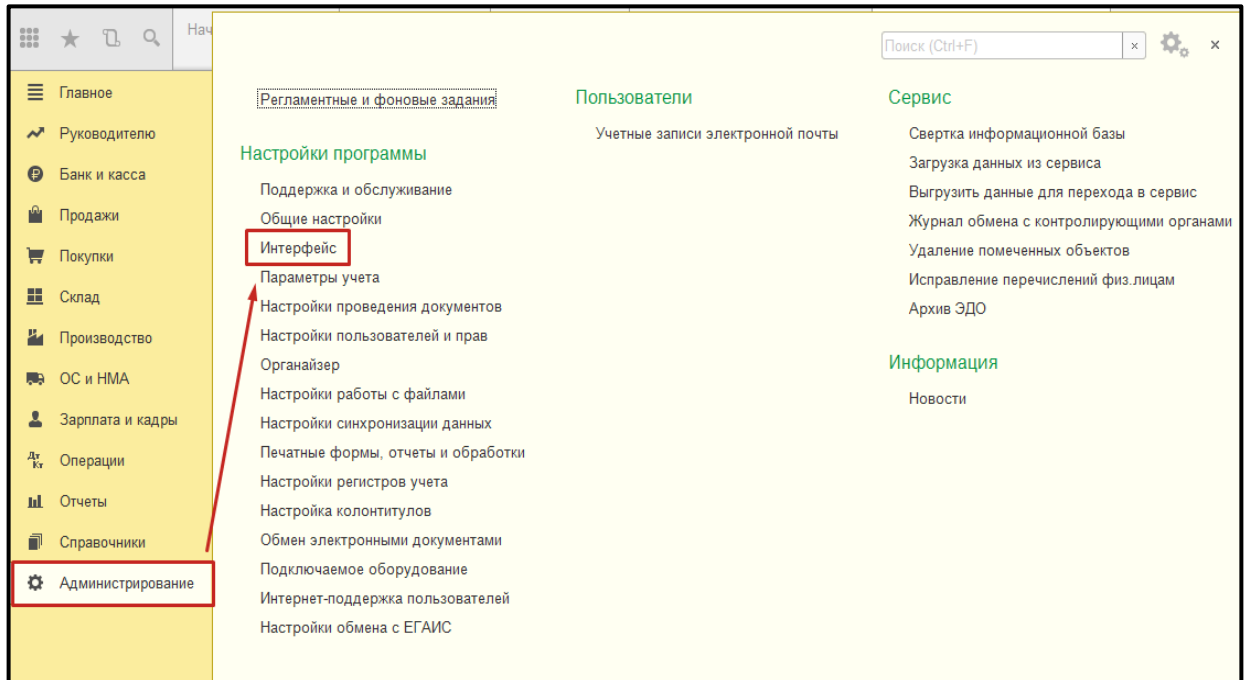 Нач
Поиск (Ctrl+F)
Главное
Руководителю
Банк и касса
Продажи
Покупки
Склад
Производство
ОС и НМА
Зарплата и кадры
Дт Кт
Операции
Отчеты
Справочники
Администрирование
Регламентные и фоновые задания
Настройки программы
Поддержка и обслуживание
Общие настройки
Интерфейс
Параметры учета
Настройки проведения документов
Настройки пользователей и прав
Органайзер
Настройки работы с файлами
Настройки синхронизации данных
Печатные формы, отчеты и обработки
Настройки регистров учета
Настройка колонтитулов
Обмен электронными документами
Подключаемое оборудование
Интернет-поддержка пользователей
Настройки обмена с ЕГАИС
Пользователи
Учетные записи электронной почты
Сервис
Свертка информационной базы
Загрузка данных из сервиса
Выгрузить данные для перехода в сервис
Журнал обмена с контролирующими органами
Удаление помеченных объектов
Исправление перечислений физ.лицам
Архив ЭДО
Информация
Новости